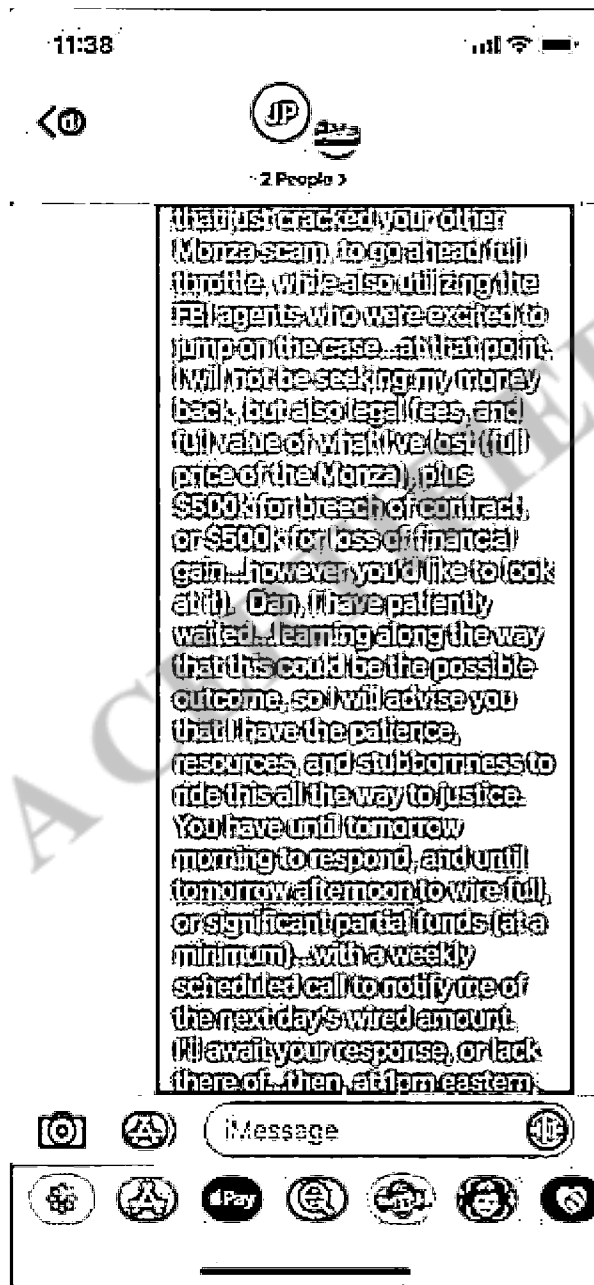 11:38
JP
2 People >
that just cracked your other
Monza scam, to go ahead full
throttle, while also utilizing the
FBI agents who were excited to
jump on the case...at that point
I will not be seeking my money
back, but also legal fees, and
full value of what I've lost (full
price of the Monza), plus
$500k for breech of contract,
or $500k for loss of financial
gain...however you'd like to look
at it). Dan, I have patiently
waited...learning along the way
that this could be the possible
outcome, so I will advise you
that I have the patience,
resources, and stubbornness to
ride this all the way to justice.
You have until tomorrow
morning to respond, and until
tomorrow afternoon to wire full,
or significant partial funds (at a
minimum)...with a weekly
scheduled call to notify me of
the next day's wired amount.
I'll await your response, or lack
there of...then, at 1pm eastern
iMessage
Pay
A CERTIFIE